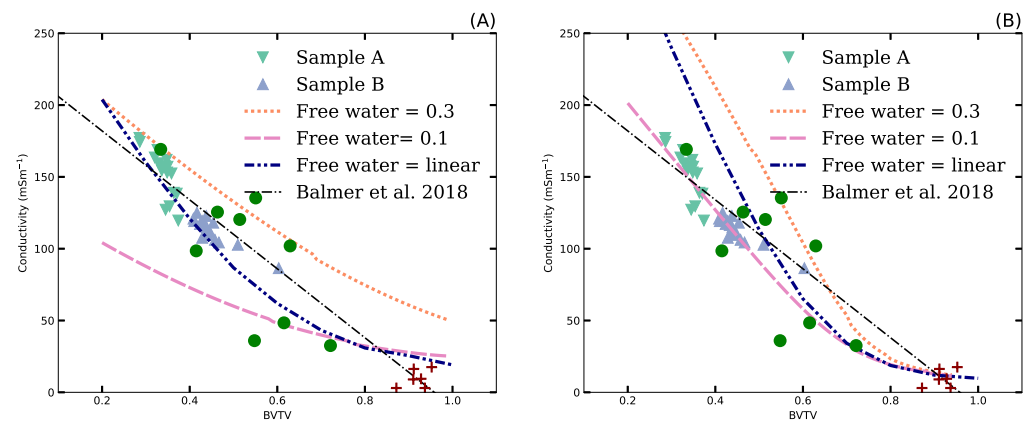 (A)
250
200
150
100
50
0
Conductivity (mSm⁻¹)
0.2
0.4
0.6
0.8
1.0
BVTV
Sample A
Sample B
Free water = 0.3
Free water= 0.1
Free water = linear
Balmer et al. 2018
(B)
250
200
150
100
50
0
Conductivity (mSm⁻¹)
0.2
0.4
0.6
0.8
1.0
BVTV
Sample A
Sample B
Free water = 0.3
Free water = 0.1
Free water = linear
Balmer et al. 2018